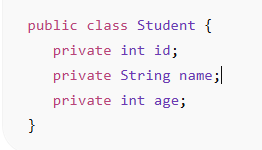 public class Student {
    private int id;
    private String name;
    private int age;
}